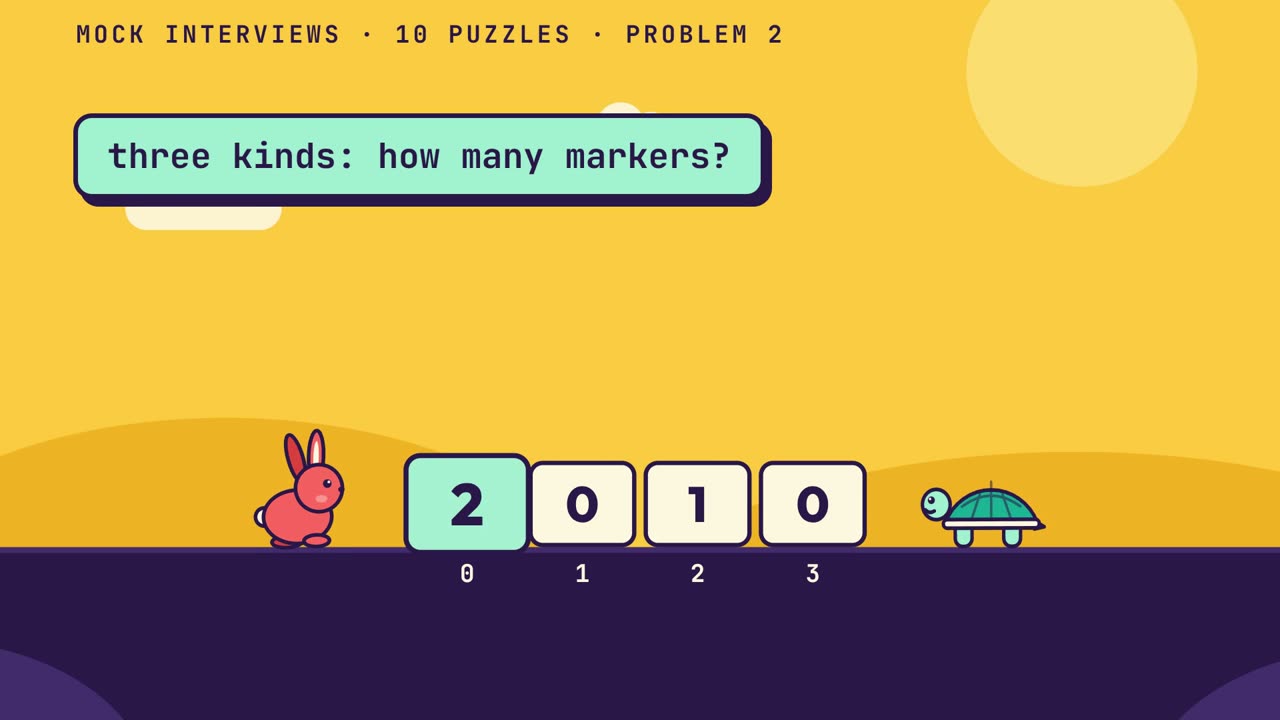 MOCK INTERVIEWS · 10 PUZZLES · PROBLEM 2
three kinds: how many markers?
2 0 1 0
0 1 2 3